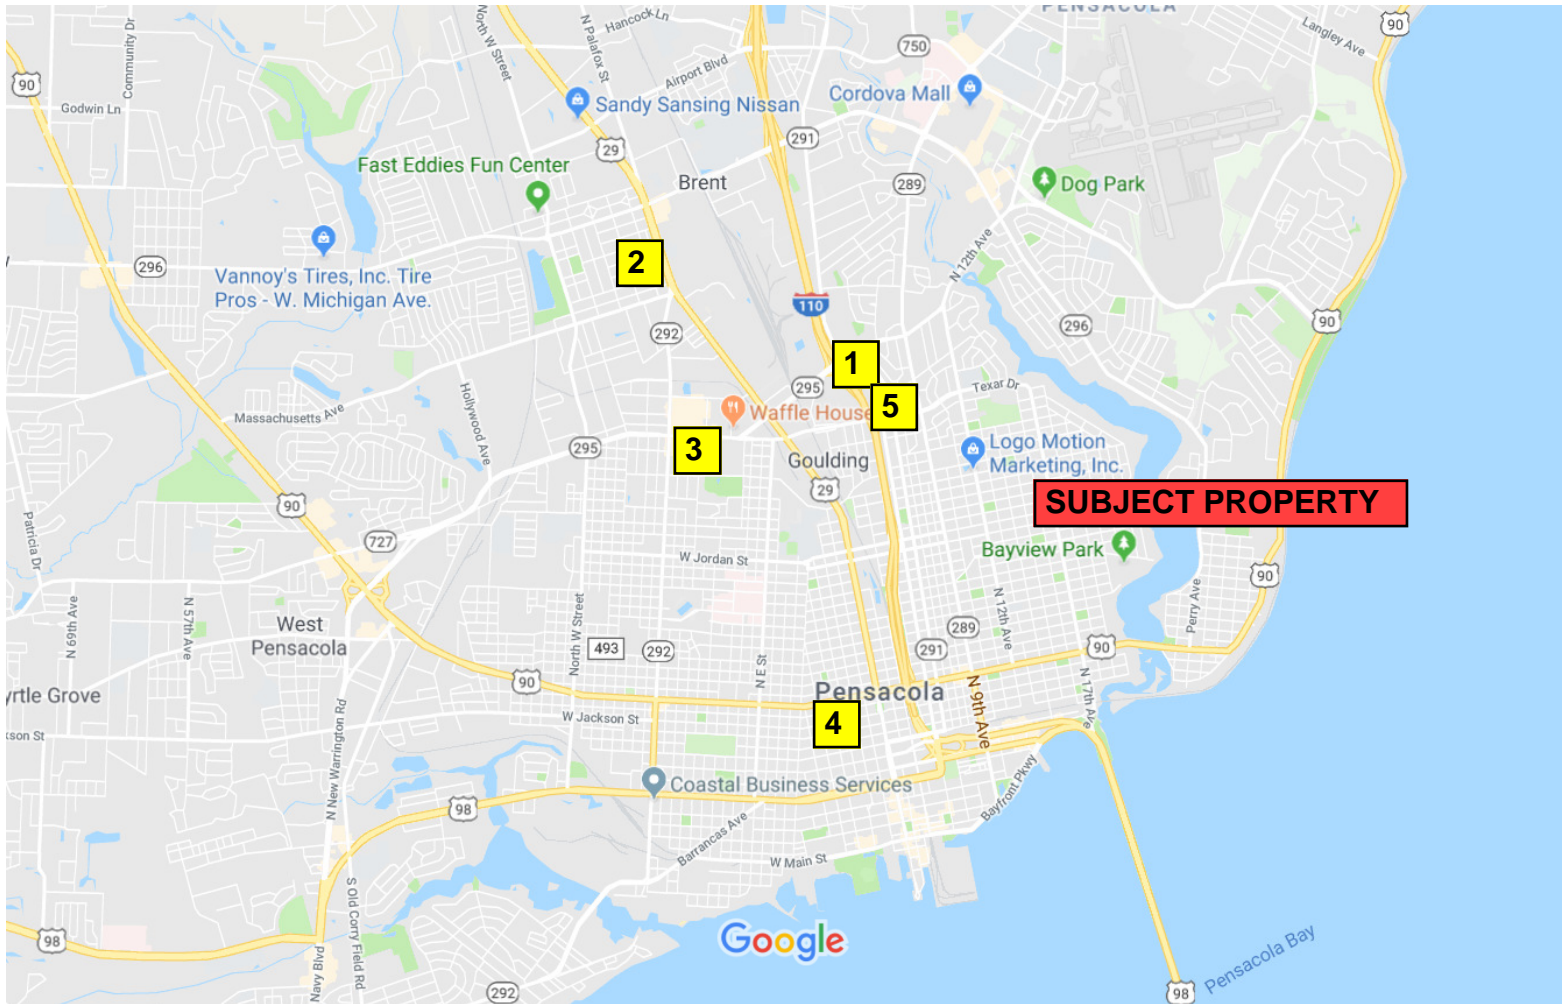 PENSACOLA
Hancock Ln
Langley Ave
90
Community Dr
North W Street
N Palafox St
750
Airport Blvd
90
Godwin Ln
Sandy Sansing Nissan
Cordova Mall
29
291
Fast Eddies Fun Center
Brent
289
Dog Park
N 12th Ave
2
296
Vannoy's Tires, Inc. Tire
Pros - W. Michigan Ave.
110
292
296
90
1
295
5
Texar Dr
Massachusetts Ave
Hollywood Ave
Waffle House
3
295
Goulding
Logo Motion
Marketing, Inc.
29
90
SUBJECT PROPERTY
Patricia Dr
727
W Jordan St
Bayview Park
90
N 69th Ave
N 57th Ave
North W Street
N 12th Ave
Perry Ave
West
Pensacola
493
292
289
291
90
N E St
90
Pensacola
N 9th Ave
N 17th Ave
yrtle Grove
W Jackson St
4
kson St
N New Warrington Rd
Coastal Business Services
98
Bayfront Pkwy
Barrancas Ave
W Main St
S Old Corry Field Rd
98
Navy Blvd
Google
292
Pensacola Bay
98